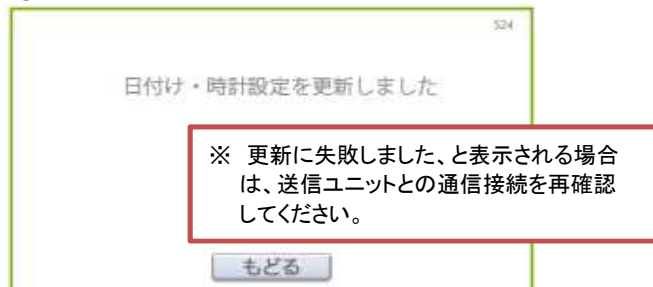 524
日付け・時計設定を更新しました
※ 更新に失敗しました、と表示される場合
は、送信ユニットとの通信接続を再確認
してください。
もどる